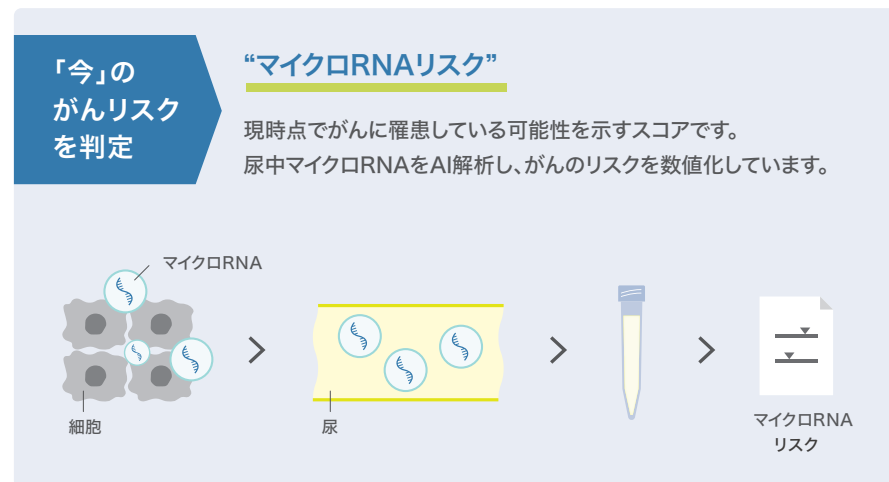 「今」の
がんリスク
を判定
“マイクロRNAリスク”
現時点でがんに罹患している可能性を示すスコアです。
尿中マイクロRNAをAI解析し、がんのリスクを数値化しています。
マイクロRNA
細胞
尿
マイクロRNA
リスク